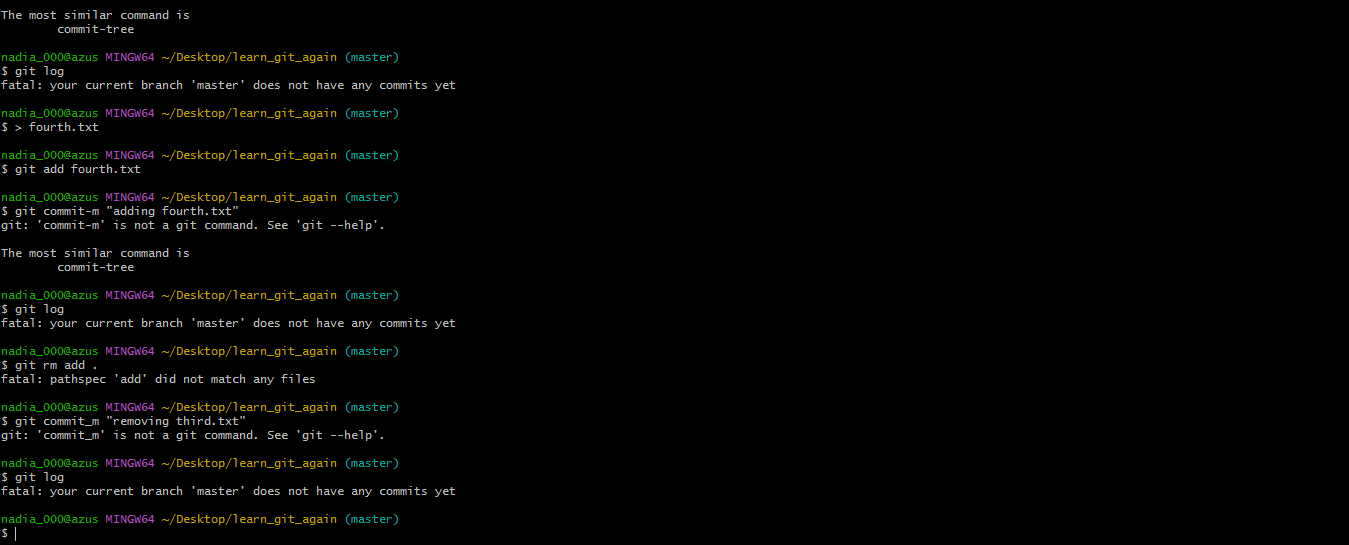 The most similar command is
commit-tree
nadia_000@azus MINGW64 ~/Desktop/learn_git_again (master)
$ git log
fatal: your current branch 'master' does not have any commits yet
nadia_000@azus MINGW64 ~/Desktop/learn_git_again (master)
$ > fourth.txt
nadia_000@azus MINGW64 ~/Desktop/learn_git_again (master)
$ git add fourth.txt
nadia_000@azus MINGW64 ~/Desktop/learn_git_again (master)
$ git commit-m "adding fourth.txt"
git: 'commit-m' is not a git command. See 'git --help'.
The most similar command is
commit-tree
nadia_000@azus MINGW64 ~/Desktop/learn_git_again (master)
$ git log
fatal: your current branch 'master' does not have any commits yet
nadia_000@azus MINGW64 ~/Desktop/learn_git_again (master)
$ git rm add .
fatal: pathspec 'add' did not match any files
nadia_000@azus MINGW64 ~/Desktop/learn_git_again (master)
$ git commit_m "removing third.txt"
git: 'commit_m' is not a git command. See 'git --help'.
nadia_000@azus MINGW64 ~/Desktop/learn_git_again (master)
$ git log
fatal: your current branch 'master' does not have any commits yet
nadia_000@azus MINGW64 ~/Desktop/learn_git_again (master)
$